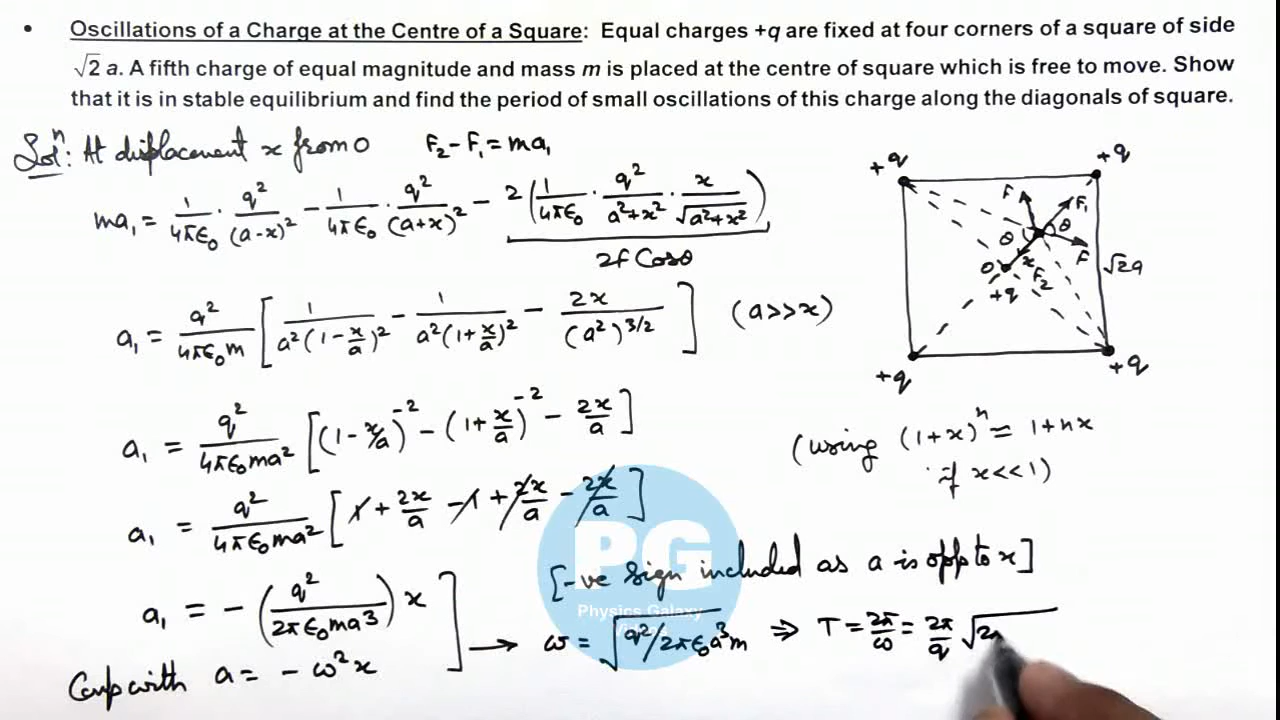 • Oscillations of a Charge at the Centre of a Square: Equal charges +q are fixed at four corners of a square of side
√2 a. A fifth charge of equal magnitude and mass m is placed at the centre of square which is free to move. Show
that it is in stable equilibrium and find the period of small oscillations of this charge along the diagonals of square.
Solⁿ: At displacement x from O F₂-F₁=ma₁
ma₁ = 1/4πϵ₀ · q²/(a-x)² - 1/4πϵ₀ · q²/(a+x)² - 2(1/4πϵ₀ · q²/a²+x² · x/√a²+x²)
2F Cosθ
a₁ = q²/4πϵ₀m [1/a²(1-x/a)² - 1/a²(1+x/a)² - 2x/(a²)^3/2] (a>>x)
a₁ = q²/4πϵ₀ma² [(1-x/a)^-2 - (1+x/a)^-2 - 2x/a]
(using (1+x)ⁿ ≃ 1+nx
if x<<1)
a₁ = q²/4πϵ₀ma² [1 + 2x/a - 1 + 2x/a - 2x/a]
[-ve sign included as a is opp to x]
a₁ = -(q²/2πϵ₀ma³) x
Comp with a = - ω²x
→ ω = √q²/2πϵ₀a³m ⇒ T = 2π/ω = 2π/q √2
+q
+q
F
F₁
θ
θ
F
O
x
F₂
+q
√2a
+q
+q
PG
Physics Galaxy
Videos